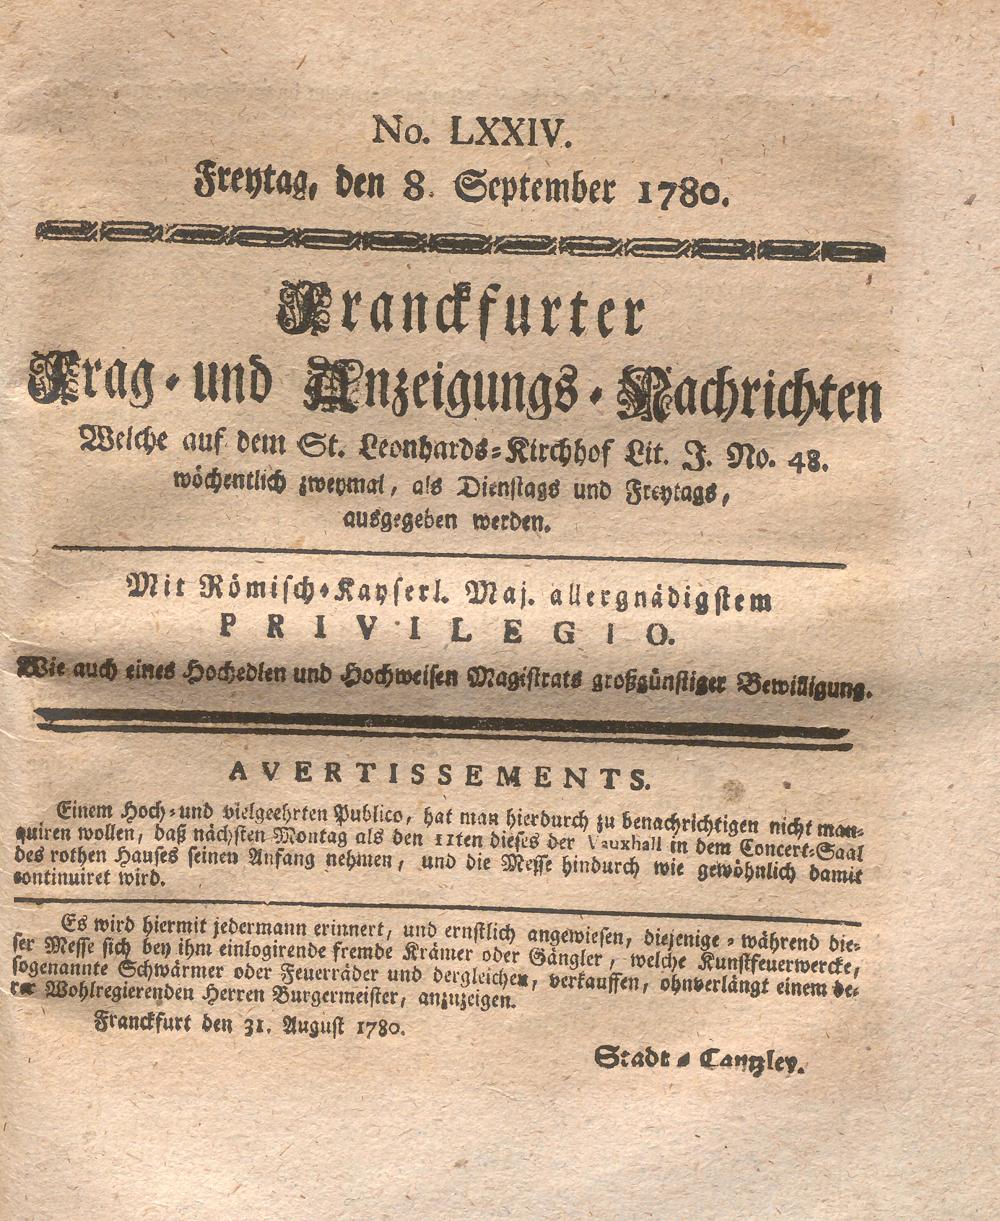 No. LXXIV.
Freytag, den 8. September 1780.
Franckfurter
Frag- und Anzeigungs-Nachrichten
Welche auf dem St. Leonhards-Kirchhof Lit. J. No. 48.
wöchentlich zweymal, als Dienstags und Freytags,
ausgegeben werden.
Mit Römisch-Kayserl. Maj. allergnädigstem
PRIVILEGIO.
Wie auch eines Hochedlen und Hochweisen Magistrats großgünstiger Bewilligung.
AVERTISSEMENTS.
Einem Hoch- und vielgeehrten Publico, hat man hierdurch zu benachrichtigen nicht man-
quiren wollen, daß nächsten Montag als den 11ten dieses der Vauxhall in dem Concert-Saal
des rothen Hauses seinen Anfang nehmen, und die Messe hindurch wie gewöhnlich damit
continuiret wird.
Es wird hiermit jedermann erinnert, und ernstlich angewiesen, diejenige - während die-
ser Messe sich bey ihm einlogirende fremde Krämer oder Gängler, welche Kunstfeuerwercke,
sogenannte Schwärmer oder Feuerräder und dergleichen, verkauffen, ohnverlängt einem de-
rer Wohlregierenden Herren Burgermeister, anzuzeigen.
Franckfurt den 31. August 1780.
Stadt-Cantzley.